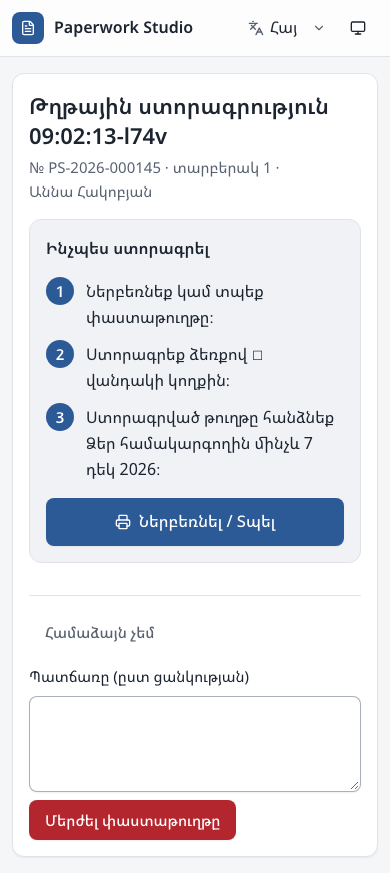 Paperwork Studio
Հայ
Թղթային ստորագրություն
09:02:13-l74v
№ PS-2026-000145 · տարբերակ 1 ·
Աննա Հակոբյան
Ինչպես ստորագրել
1 Ներբեռնեք կամ տպեք
փաստաթուղթը։
2 Ստորագրեք ձեռքով □
վանդակի կողքին։
3 Ստորագրված թուղթը հանձնեք
Ձեր համակարգողին մինչև 7
դեկ 2026։
Ներբեռնել / Տպել
Համաձայն չեմ
Պատճառը (ըստ ցանկության)
Մերժել փաստաթուղթը